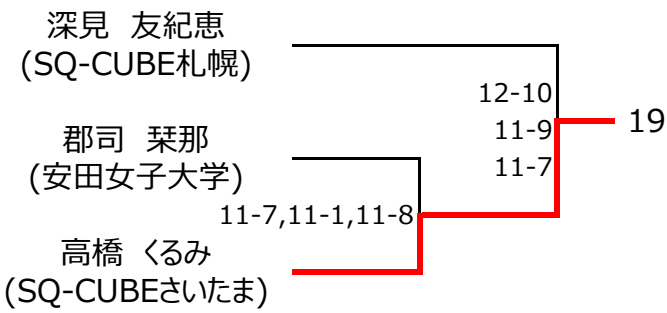 深見　友紀恵
(SQ-CUBE札幌)
12-10
11-9
11-7
19
郡司　栞那
(安田女子大学)
11-7,11-1,11-8
高橋　くるみ
(SQ-CUBEさいたま)